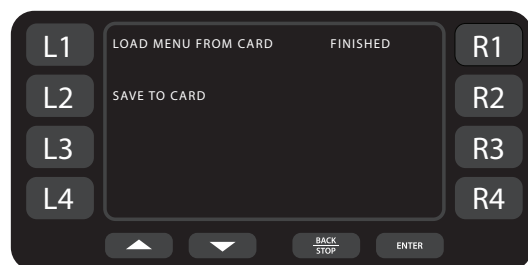 L1 LOAD MENU FROM CARD FINISHED R1
L2 SAVE TO CARD R2
L3 R3
L4 R4
BACK
STOP
ENTER